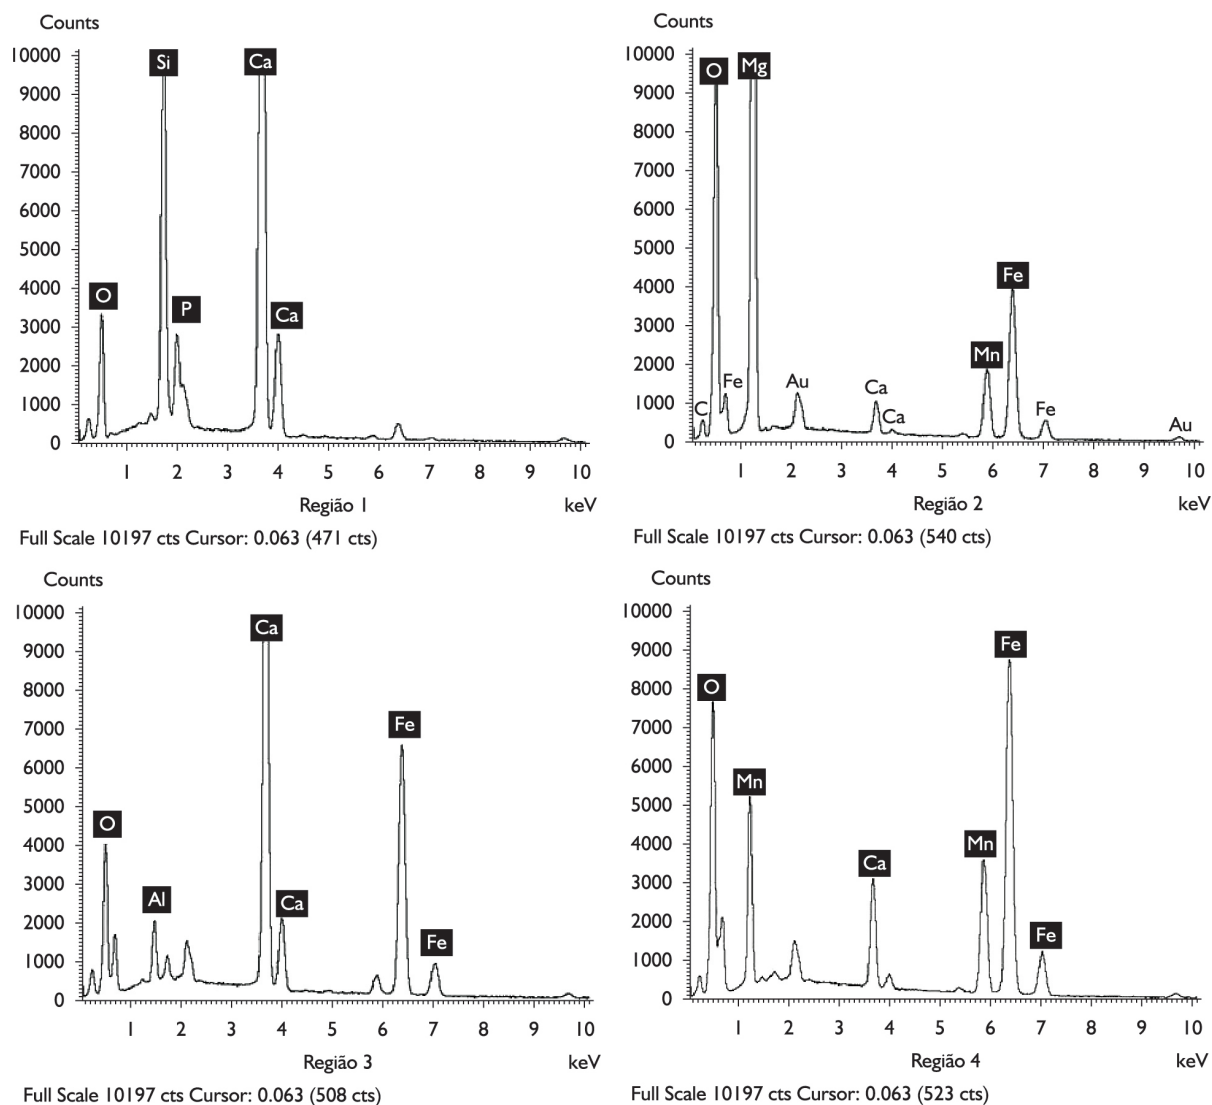 Counts
10000
9000
8000
7000
6000
5000
4000
3000
2000
1000
0
Si
Ca
O
P
Ca
1 2 3 4 5 6 7 8 9 10
Região 1 keV
Full Scale 10197 cts Cursor: 0.063 (471 cts)
Counts
10000
9000
8000
7000
6000
5000
4000
3000
2000
1000
0
O Mg
Fe
Mn
C Fe Au Ca
Ca
Fe
Au
1 2 3 4 5 6 7 8 9 10
Região 2 keV
Full Scale 10197 cts Cursor: 0.063 (540 cts)
Counts
10000
9000
8000
7000
6000
5000
4000
3000
2000
1000
0
Ca
Fe
O
Al
Ca
Fe
1 2 3 4 5 6 7 8 9 10
Região 3 keV
Full Scale 10197 cts Cursor: 0.063 (508 cts)
Counts
10000
9000
8000
7000
6000
5000
4000
3000
2000
1000
0
Fe
O
Mn
Mn
Ca
Fe
1 2 3 4 5 6 7 8 9 10
Região 4 keV
Full Scale 10197 cts Cursor: 0.063 (523 cts)